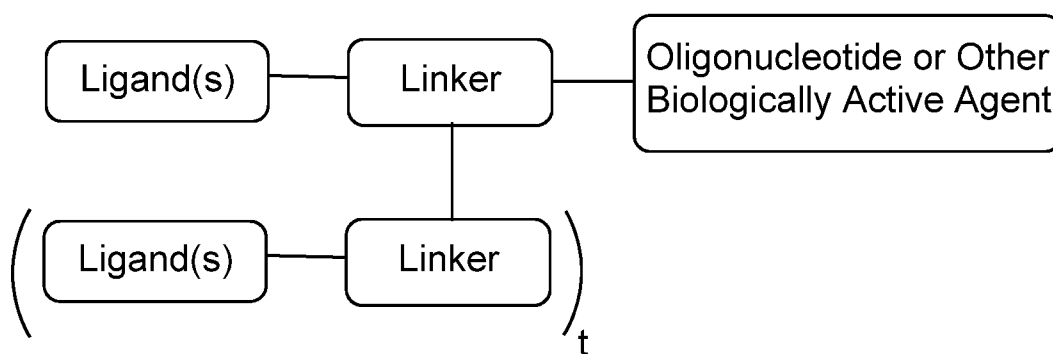 Ligand(s)
Linker
Oligonucleotide or Other
Biologically Active Agent
Ligand(s)
Linker
t